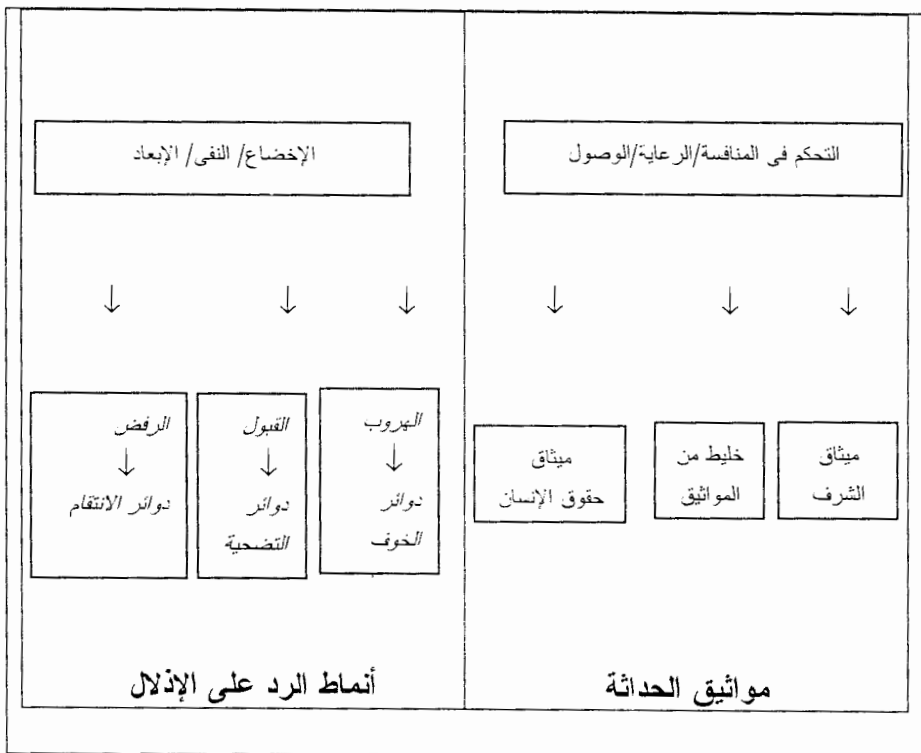 التحكم فى المنافسة/الرعاية/الوصول
↓ ↓ ↓
ميثاق
الشرف
خليط من
المواثيق
ميثاق
حقوق الإنسان
مواثيق الحداثة
الإخضاع/ النفى/ الإبعاد
↓ ↓ ↓
الهروب
↓
دوائر
الخوف
القبول
↓
دوائر
التضحية
الرفض
↓
دوائر الانتقام
أنماط الرد على الإذلال